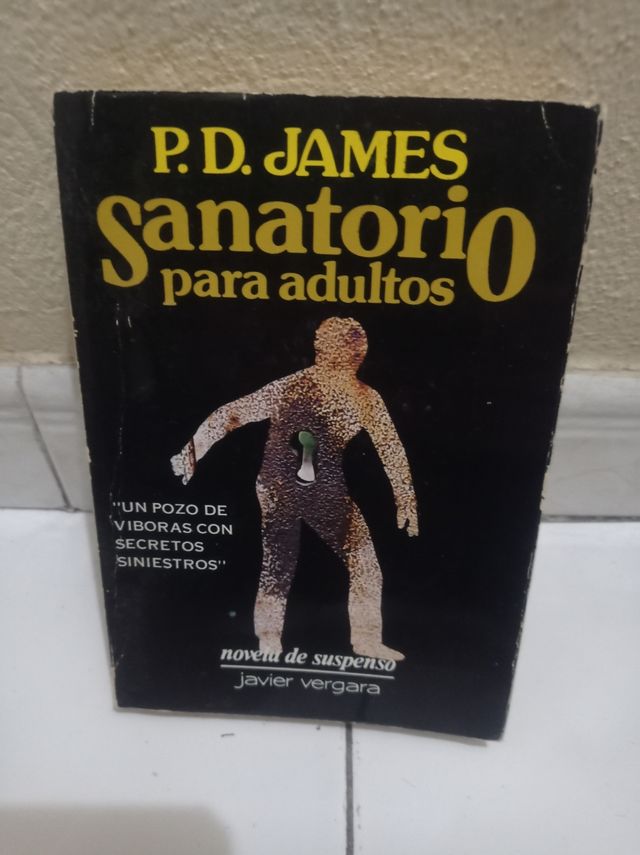 P. D. JAMES
Sanatorio
para adultos
"UN POZO DE
VIBORAS CON
SECRETOS
SINIESTROS"
novela de suspenso
javier vergara